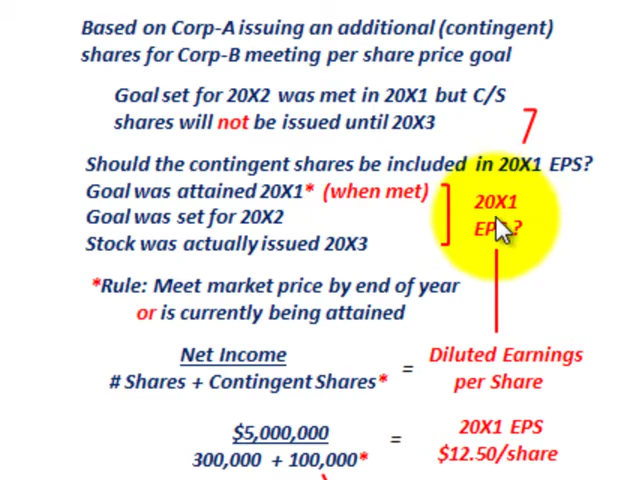 Based on Corp-A issuing an additional (contingent)
shares for Corp-B meeting per share price goal
Goal set for 20X2 was met in 20X1 but C/S
shares will not be issued until 20X3
Should the contingent shares be included in 20X1 EPS?
Goal was attained 20X1* (when met)
Goal was set for 20X2
Stock was actually issued 20X3
20X1
EPS?
*Rule: Meet market price by end of year
or is currently being attained
Net Income
# Shares + Contingent Shares*
=
Diluted Earnings
per Share
$5,000,000
300,000 + 100,000*
=
20X1 EPS
$12.50/share